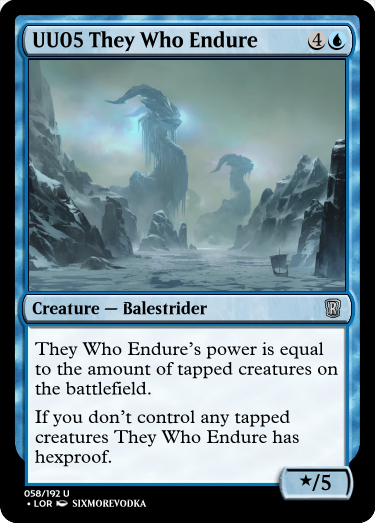 UU05 They Who Endure 4
Creature — Balestrider R
They Who Endure's power is equal
to the amount of tapped creatures on
the battlefield.
If you don't control any tapped
creatures They Who Endure has
hexproof.
★/5
058/192 U
• LOR SIXMOREVODKA